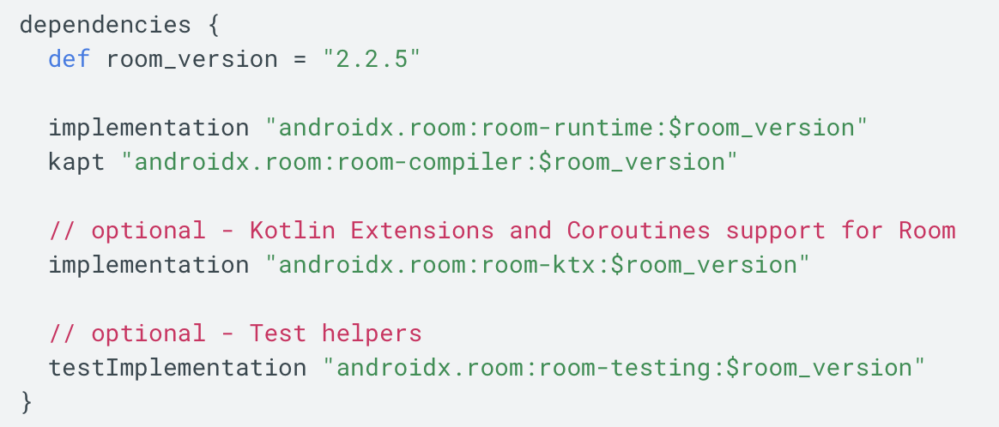 dependencies {
  def room_version = "2.2.5"

  implementation "androidx.room:room-runtime:$room_version"
  kapt "androidx.room:room-compiler:$room_version"

  // optional - Kotlin Extensions and Coroutines support for Room
  implementation "androidx.room:room-ktx:$room_version"

  // optional - Test helpers
  testImplementation "androidx.room:room-testing:$room_version"
}